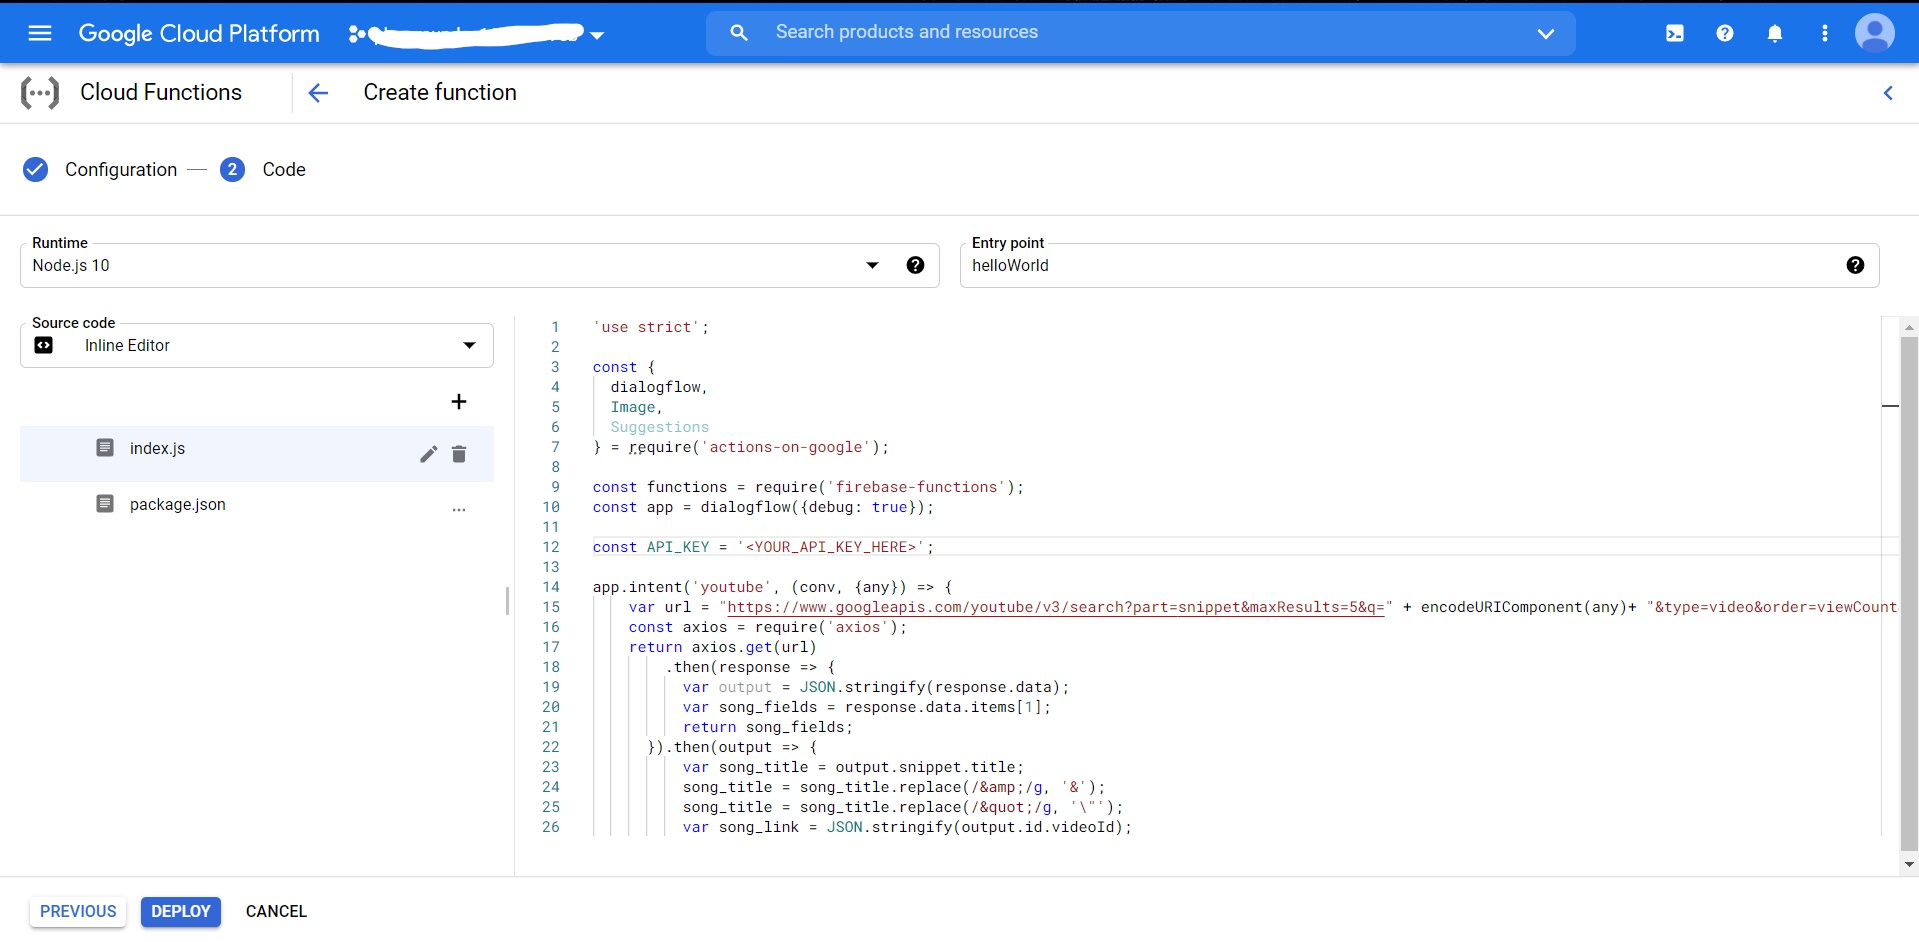 Google Cloud Platform
Search products and resources
Cloud Functions
Create function
Configuration
2
Code
Runtime
Node.js 10
Entry point
helloWorld
Source code
Inline Editor
index.js
package.json
1 'use strict';
2
3 const {
4 dialogflow,
5 Image,
6 Suggestions
7 } = require('actions-on-google');
8
9 const functions = require('firebase-functions');
10 const app = dialogflow({debug: true});
11
12 const API_KEY = '<YOUR_API_KEY_HERE>';
13
14 app.intent('youtube', (conv, {any}) => {
15 var url = "https://www.googleapis.com/youtube/v3/search?part=snippet&maxResults=5&q=" + encodeURIComponent(any)+ "&type=video&order=viewCount
16 const axios = require('axios');
17 return axios.get(url)
18 .then(response => {
19 var output = JSON.stringify(response.data);
20 var song_fields = response.data.items[1];
21 return song_fields;
22 }).then(output => {
23 var song_title = output.snippet.title;
24 song_title = song_title.replace(/&amp;/g, '&');
25 song_title = song_title.replace(/&quot;/g, '\"');
26 var song_link = JSON.stringify(output.id.videoId);
PREVIOUS
DEPLOY
CANCEL